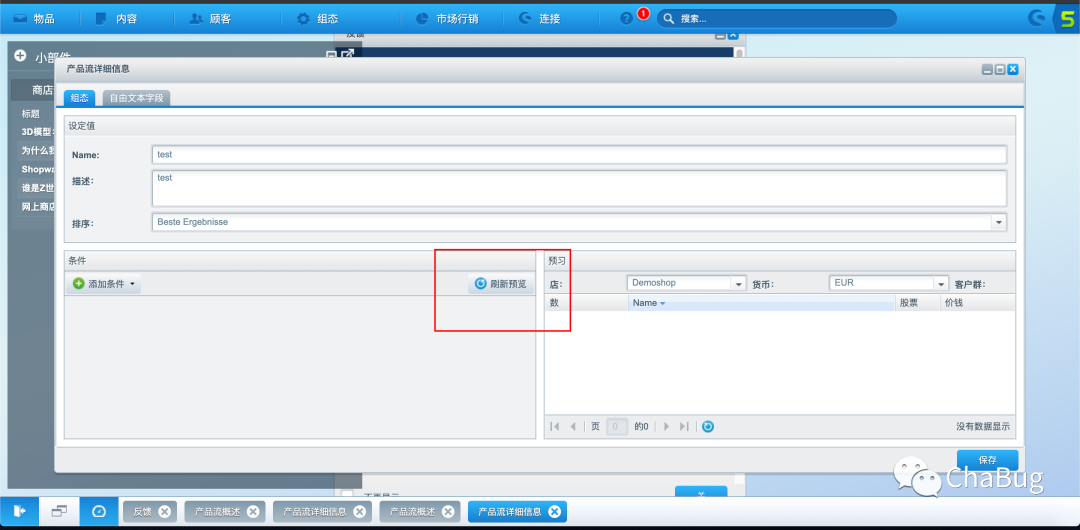 物品 内容 顾客 组态 市场行销 连接 1 搜索... 5
反馈
小部件
产品流详细信息
商店
组态 自由文本字段
标题
设定值
3D模型:
为什么我
Name: test
Shopwa
描述: test
谁是Z世
网上商店
排序: Beste Ergebnisse
条件 预习
添加条件 刷新预览 店: Demoshop 货币: EUR 客户群:
数 Name 股票 价钱
页 0 的0 没有数据显示
保存
ChaBug
反馈 产品流概述 产品流详细信息 产品流概述 产品流详细信息